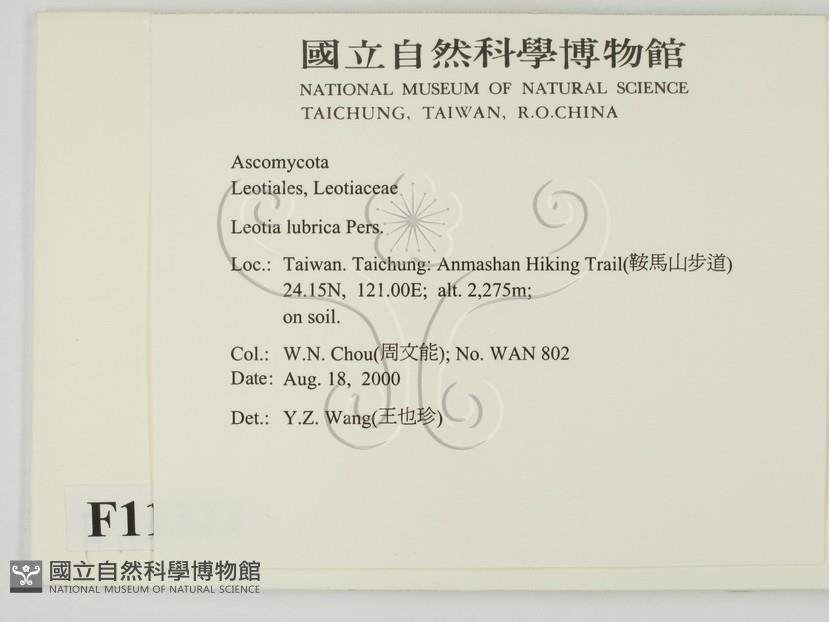 國立自然科學博物館
NATIONAL MUSEUM OF NATURAL SCIENCE
TAICHUNG, TAIWAN, R.O.CHINA
Ascomycota
Leotiales, Leotiaceae
Leotia lubrica Pers.
Loc.: Taiwan. Taichung: Anmashan Hiking Trail(鞍馬山步道)
24.15N, 121.00E; alt. 2,275m;
on soil.
Col.: W.N. Chou(周文能); No. WAN 802
Date: Aug. 18, 2000
Det.: Y.Z. Wang(王也珍)
F11
國立自然科學博物館
NATIONAL MUSEUM OF NATURAL SCIENCE